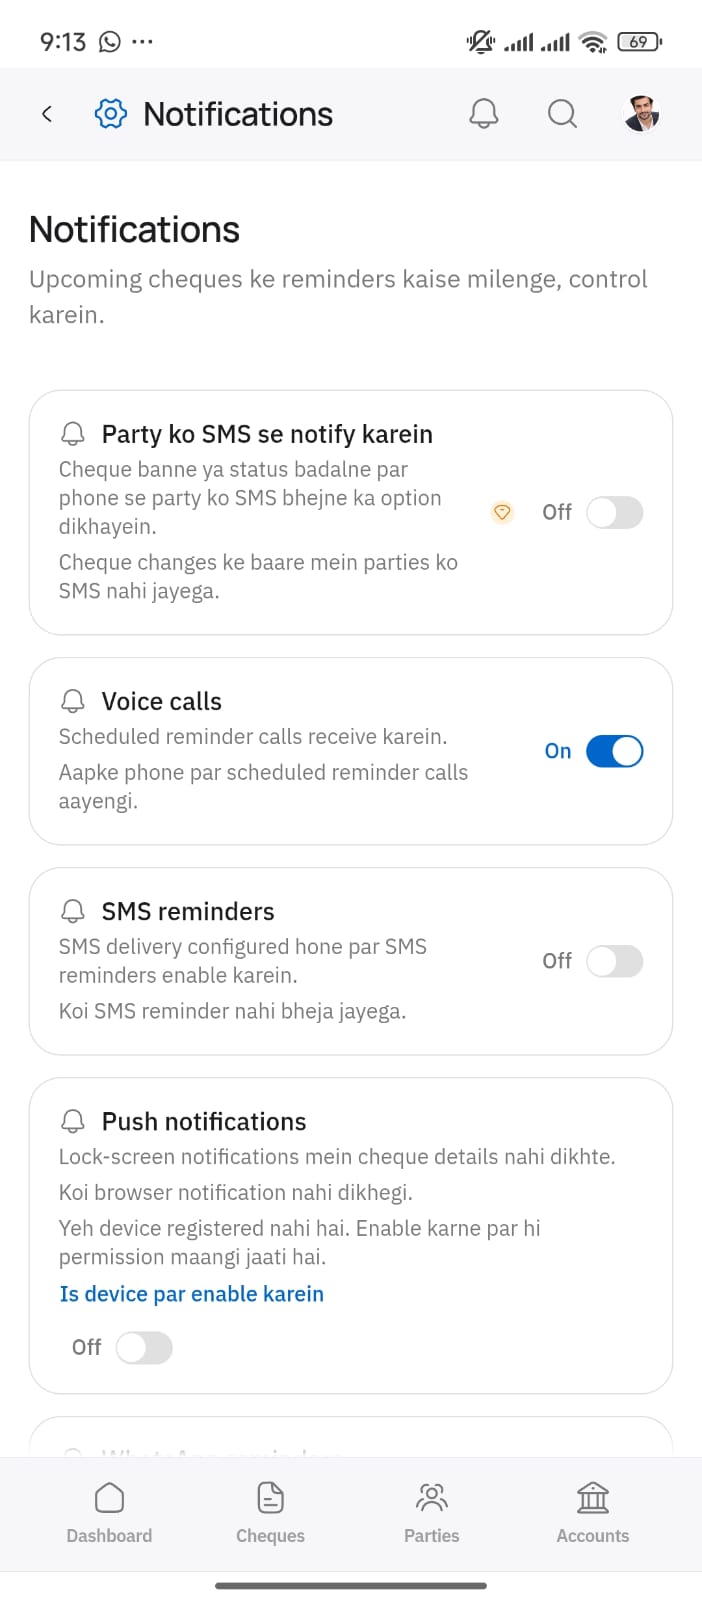 9:13
69
Notifications
Notifications
Upcoming cheques ke reminders kaise milenge, control
karein.
Party ko SMS se notify karein
Cheque banne ya status badalne par
phone se party ko SMS bhejne ka option
dikhayein.
Cheque changes ke baare mein parties ko
SMS nahi jayega.
Off
Voice calls
Scheduled reminder calls receive karein.
Aapke phone par scheduled reminder calls
aayengi.
On
SMS reminders
SMS delivery configured hone par SMS
reminders enable karein.
Koi SMS reminder nahi bheja jayega.
Off
Push notifications
Lock-screen notifications mein cheque details nahi dikhte.
Koi browser notification nahi dikhegi.
Yeh device registered nahi hai. Enable karne par hi
permission maangi jaati hai.
Is device par enable karein
Off
WhatsApp reminders
Dashboard
Cheques
Parties
Accounts